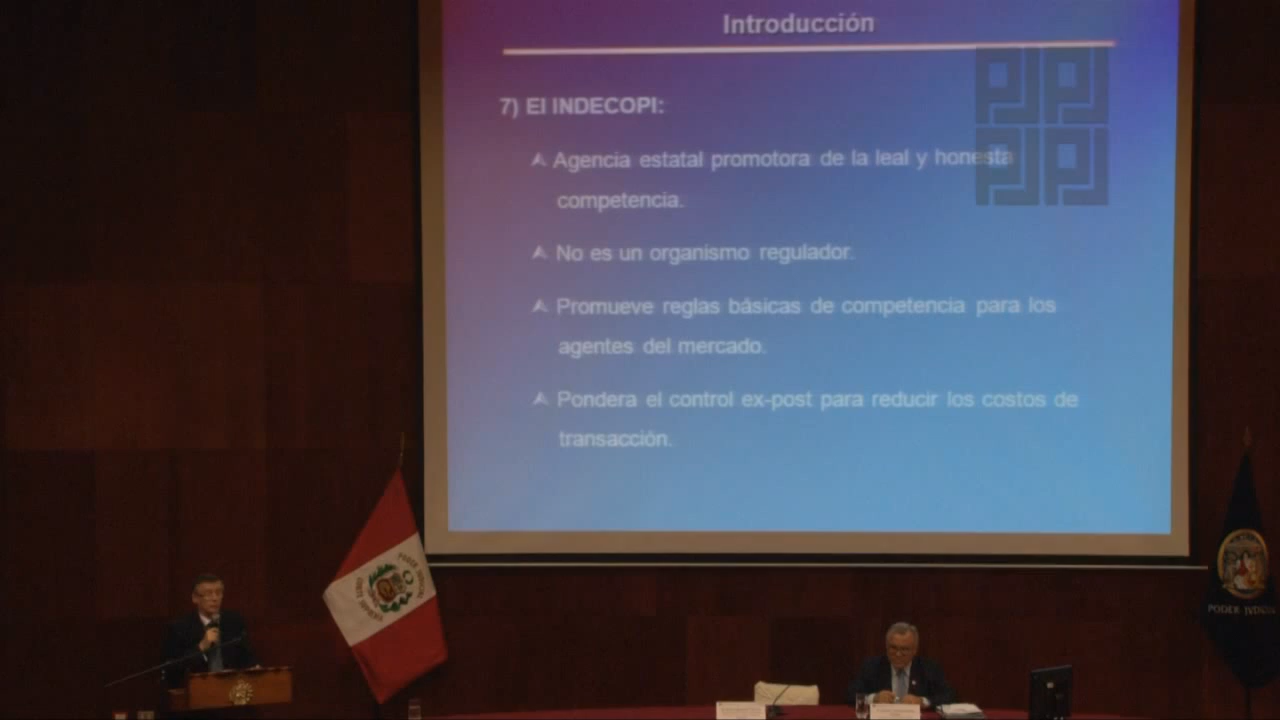 Introducción
7) El INDECOPI:
Agencia estatal promotora de la leal y honesta
competencia.
No es un organismo regulador.
Promueve reglas básicas de competencia para los
agentes del mercado.
Pondera el control ex-post para reducir los costos de
transacción.
PODER JUDICIAL
PODER JUDIC